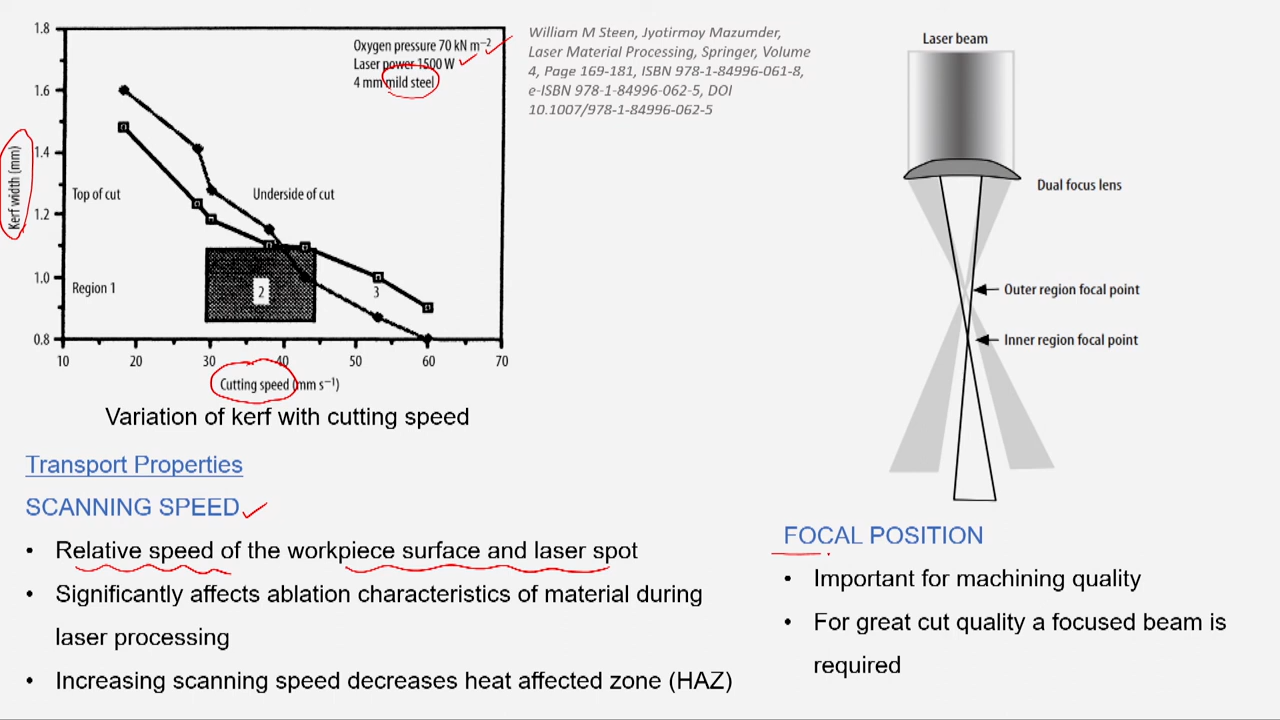 1.8
1.6
1.4
1.2
1.0
0.8
Kerf width (mm)
Oxygen pressure 70 kN m⁻²
Laser power 1500 W
4 mm mild steel
Top of cut
Underside of cut
Region 1
2
3
10 20 30 40 50 60 70
Cutting speed (mm s⁻¹)
Variation of kerf with cutting speed
William M Steen, Jyotirmoy Mazumder,
Laser Material Processing, Springer, Volume
4, Page 169-181, ISBN 978-1-84996-061-8,
e-ISBN 978-1-84996-062-5, DOI
10.1007/978-1-84996-062-5
Laser beam
Dual focus lens
Outer region focal point
Inner region focal point
Transport Properties
SCANNING SPEED
• Relative speed of the workpiece surface and laser spot
• Significantly affects ablation characteristics of material during
laser processing
• Increasing scanning speed decreases heat affected zone (HAZ)
FOCAL POSITION
• Important for machining quality
• For great cut quality a focused beam is
required